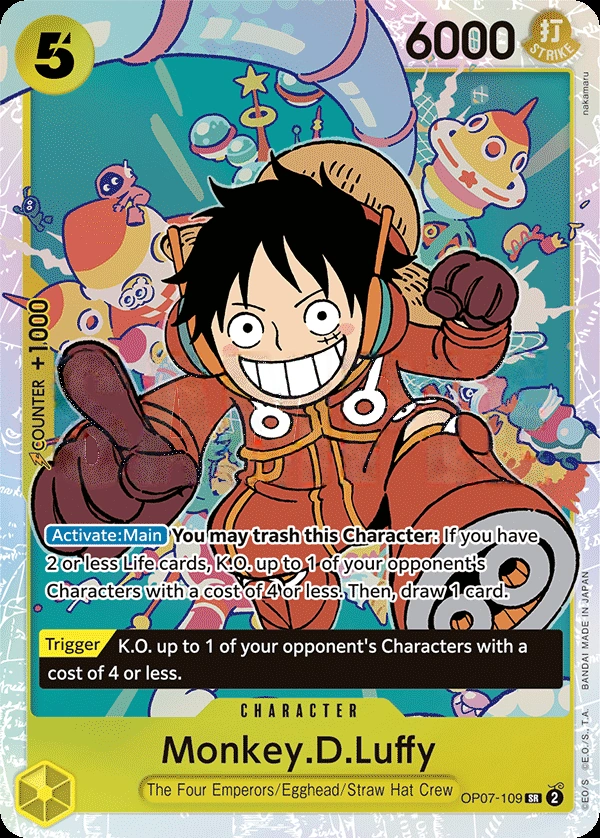 5
6000
打
STRIKE
nakamaru
COUNTER +1000
Activate:Main You may trash this Character: If you have
2 or less Life cards, K.O. up to 1 of your opponent's
Characters with a cost of 4 or less. Then, draw 1 card.
Trigger K.O. up to 1 of your opponent's Characters with a
cost of 4 or less.
CHARACTER
Monkey.D.Luffy
The Four Emperors/Egghead/Straw Hat Crew
OP07-109 SR 2
©E.O/S ©E.O./S., T.A. BANDAI MADE IN JAPAN